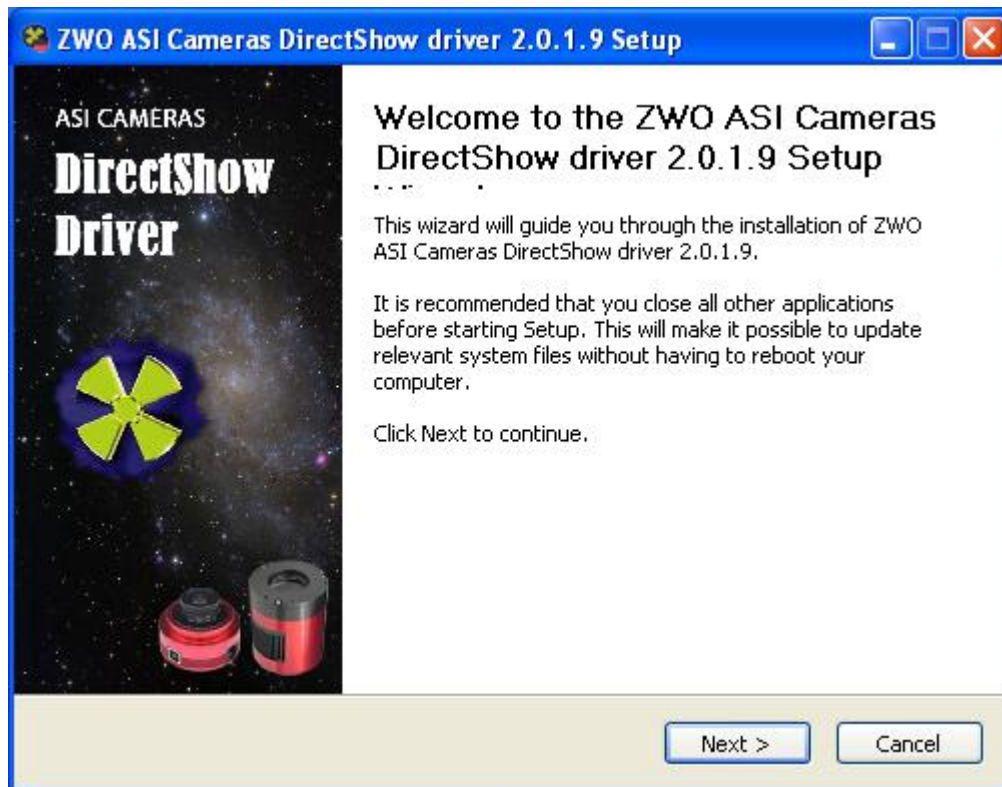 ZWO ASI Cameras DirectShow driver 2.0.1.9 Setup
ASI CAMERAS
DirectShow
Driver
Welcome to the ZWO ASI Cameras
DirectShow driver 2.0.1.9 Setup
This wizard will guide you through the installation of ZWO
ASI Cameras DirectShow driver 2.0.1.9.
It is recommended that you close all other applications
before starting Setup. This will make it possible to update
relevant system files without having to reboot your
computer.
Click Next to continue.
Next >
Cancel